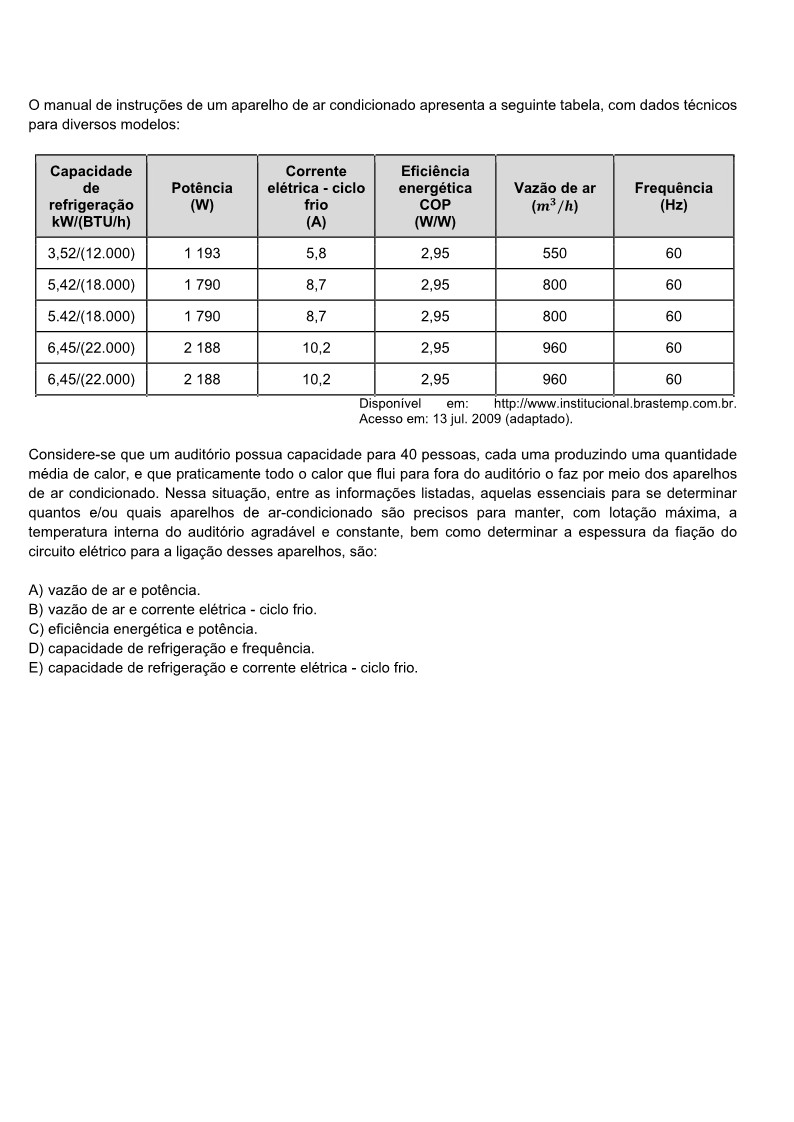 O manual de instruções de um aparelho de ar condicionado apresenta a seguinte tabela, com dados técnicos
para diversos modelos:
Capacidade de refrigeração kW/(BTU/h) Potência (W) Corrente elétrica - ciclo frio (A) Eficiência energética COP (W/W) Vazão de ar (m³/h) Frequência (Hz)
3,52/(12.000) 1 193 5,8 2,95 550 60
5,42/(18.000) 1 790 8,7 2,95 800 60
5.42/(18.000) 1 790 8,7 2,95 800 60
6,45/(22.000) 2 188 10,2 2,95 960 60
6,45/(22.000) 2 188 10,2 2,95 960 60
Disponível em: http://www.institucional.brastemp.com.br.
Acesso em: 13 jul. 2009 (adaptado).
Considere-se que um auditório possua capacidade para 40 pessoas, cada uma produzindo uma quantidade
média de calor, e que praticamente todo o calor que flui para fora do auditório o faz por meio dos aparelhos
de ar condicionado. Nessa situação, entre as informações listadas, aquelas essenciais para se determinar
quantos e/ou quais aparelhos de ar-condicionado são precisos para manter, com lotação máxima, a
temperatura interna do auditório agradável e constante, bem como determinar a espessura da fiação do
circuito elétrico para a ligação desses aparelhos, são:
A) vazão de ar e potência.
B) vazão de ar e corrente elétrica - ciclo frio.
C) eficiência energética e potência.
D) capacidade de refrigeração e frequência.
E) capacidade de refrigeração e corrente elétrica - ciclo frio.